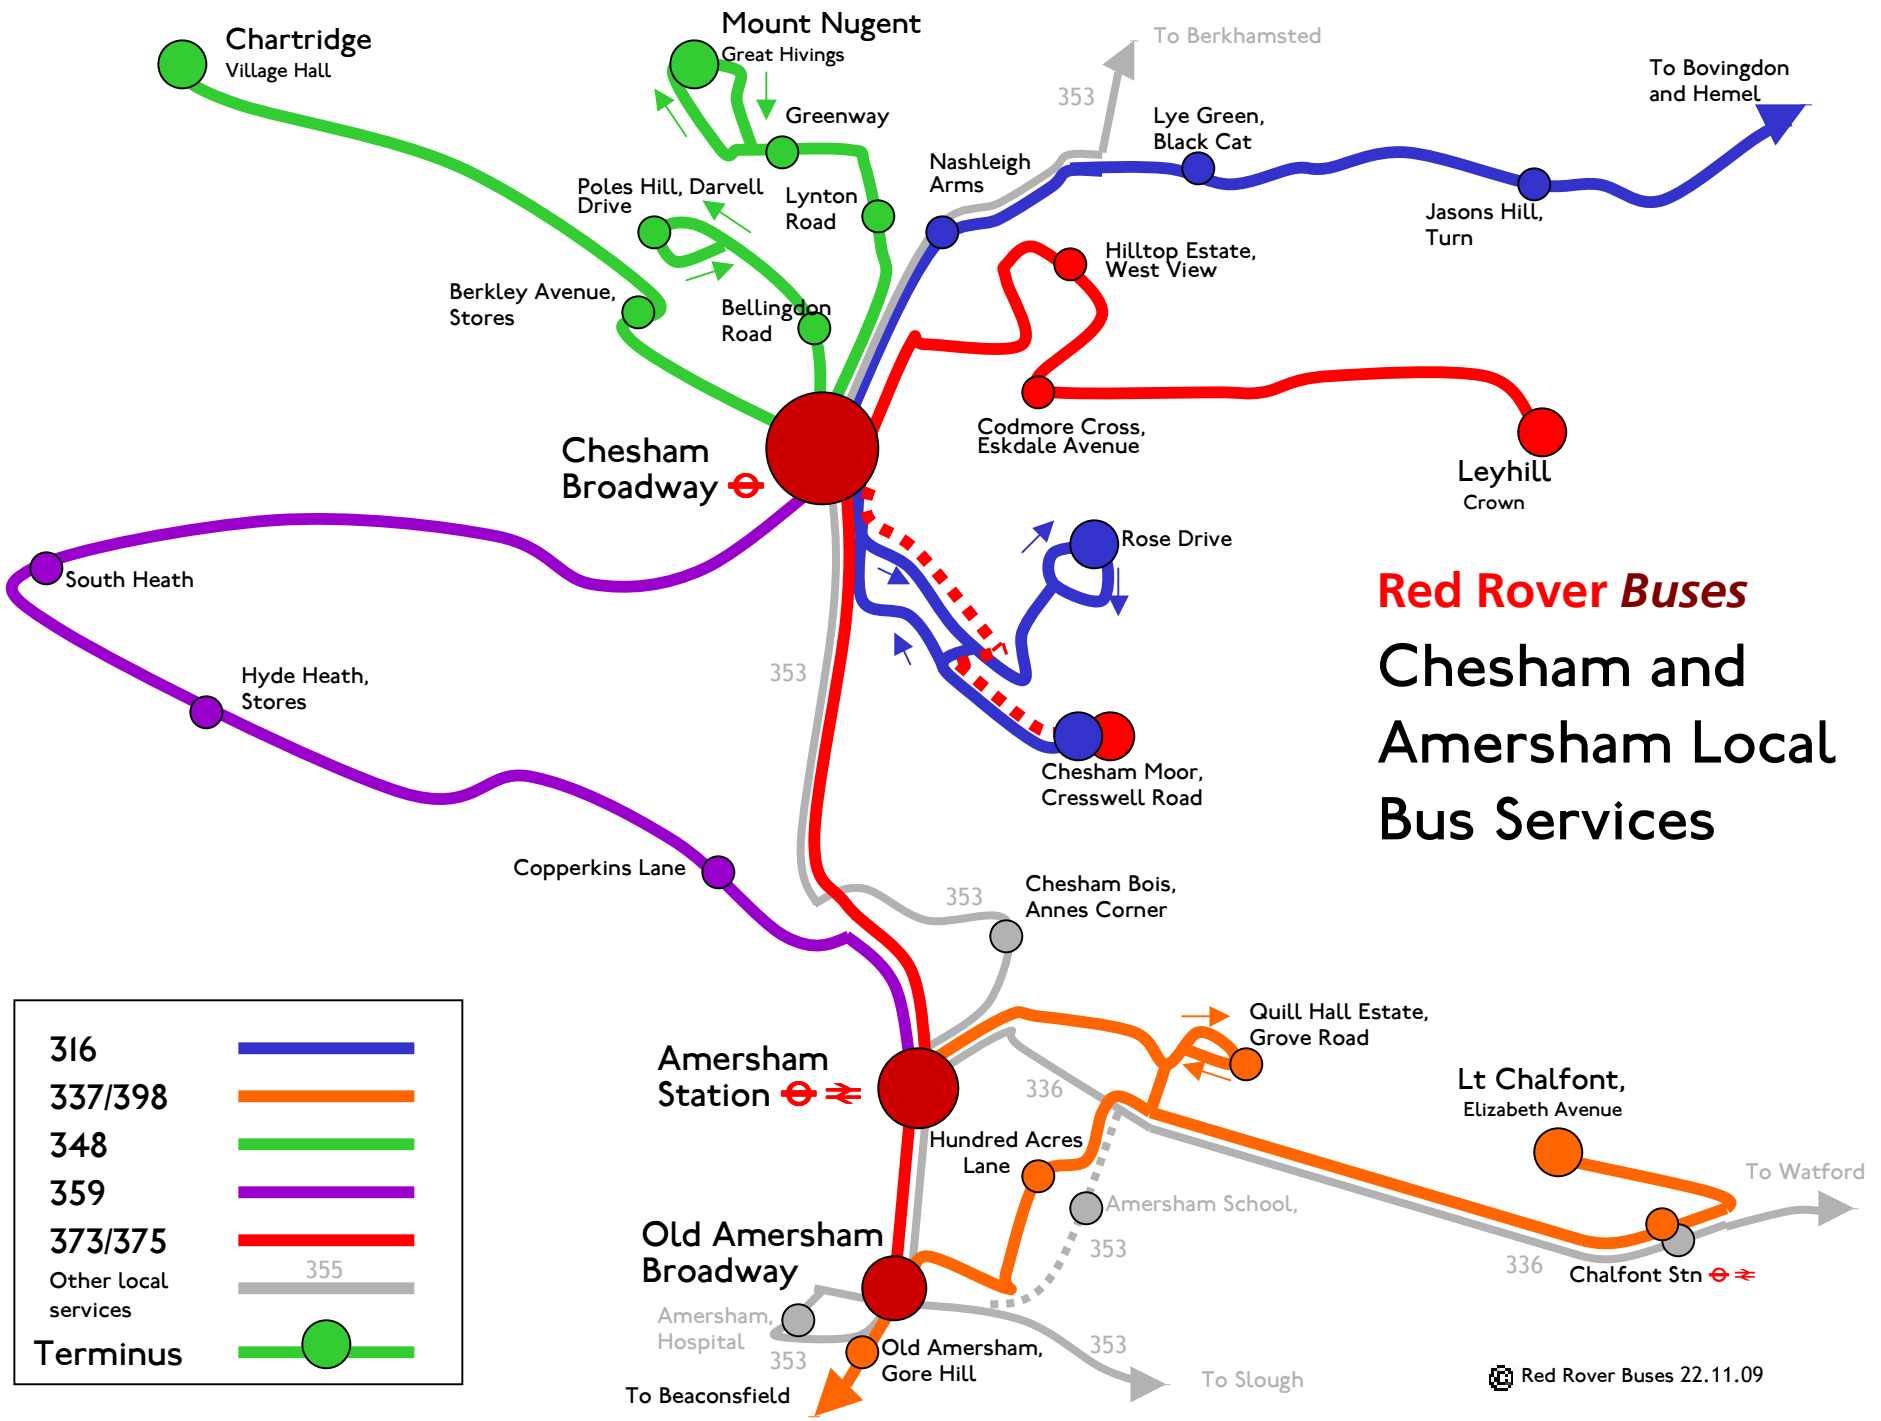 Chartridge
Village Hall
Mount Nugent
Great Hivings
To Berkhamsted
353
To Bovingdon
and Hemel
Greenway
Lye Green,
Black Cat
Nashleigh
Arms
Poles Hill, Darvell
Drive
Lynton
Road
Jasons Hill,
Turn
Hilltop Estate,
West View
Berkley Avenue,
Stores
Bellingdon
Road
Codmore Cross,
Eskdale Avenue
Chesham
Broadway
Leyhill
Crown
Rose Drive
South Heath
Red Rover Buses
Chesham and
Amersham Local
Bus Services
353
Hyde Heath,
Stores
Chesham Moor,
Cresswell Road
Copperkins Lane
353
Chesham Bois,
Annes Corner
Quill Hall Estate,
Grove Road
Amersham
Station
336
Lt Chalfont,
Elizabeth Avenue
Hundred Acres
Lane
To Watford
Amersham School,
353
Old Amersham
Broadway
336
Chalfont Stn
Amersham,
Hospital
353
Old Amersham,
Gore Hill
353
To Slough
To Beaconsfield
316
337/398
348
359
373/375
Other local
services
355
Terminus
© Red Rover Buses 22.11.09